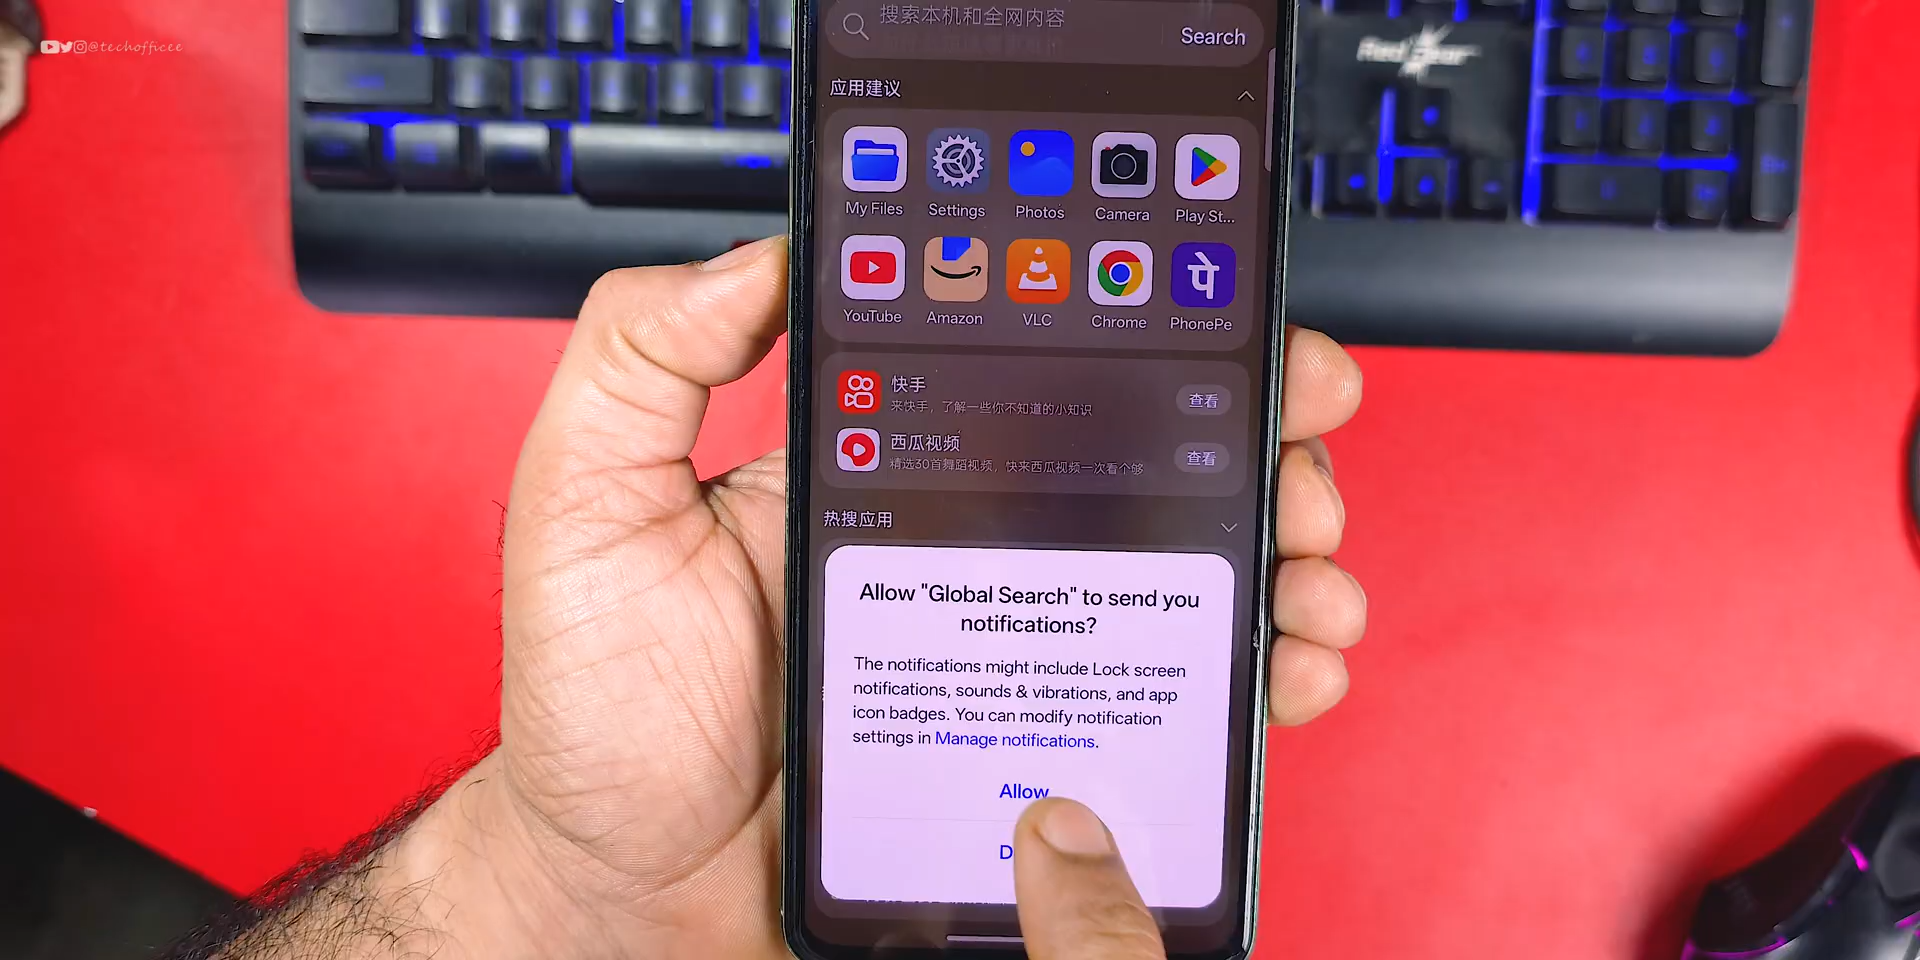 @techofficee
搜索本机和全网内容
Search
应用建议
My Files
Settings
Photos
Camera
Play St...
YouTube
Amazon
VLC
Chrome
PhonePe
पे
快手
来快手，了解一些你不知道的小知识
查看
西瓜视频
精选30首舞蹈视频，快来西瓜视频一次看个够
查看
热搜应用
Allow "Global Search" to send you
notifications?
The notifications might include Lock screen
notifications, sounds & vibrations, and app
icon badges. You can modify notification
settings in Manage notifications.
Allow
D
RedGear